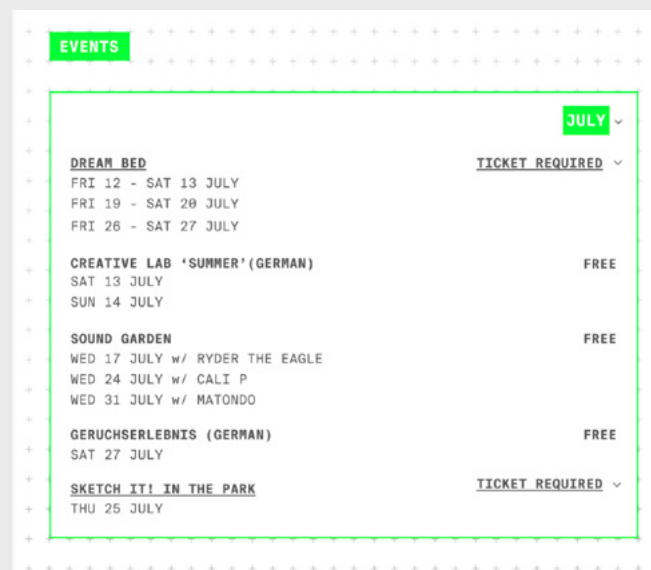 EVENTS
JULY
DREAM BED TICKET REQUIRED
FRI 12 - SAT 13 JULY
FRI 19 - SAT 20 JULY
FRI 26 - SAT 27 JULY
CREATIVE LAB ‘SUMMER’(GERMAN) FREE
SAT 13 JULY
SUN 14 JULY
SOUND GARDEN FREE
WED 17 JULY w/ RYDER THE EAGLE
WED 24 JULY w/ CALI P
WED 31 JULY w/ MATONDO
GERUCHSERLEBNIS (GERMAN) FREE
SAT 27 JULY
SKETCH IT! IN THE PARK TICKET REQUIRED
THU 25 JULY